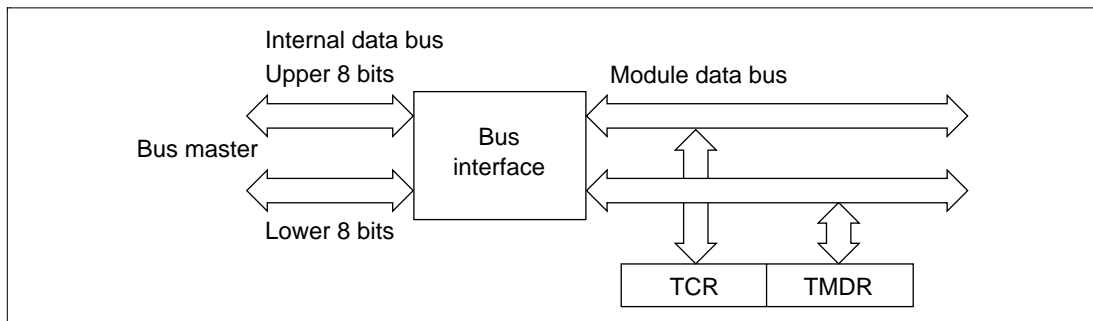 Internal data bus
Upper 8 bits
Module data bus
Bus master
Bus
interface
Lower 8 bits
TCR
TMDR